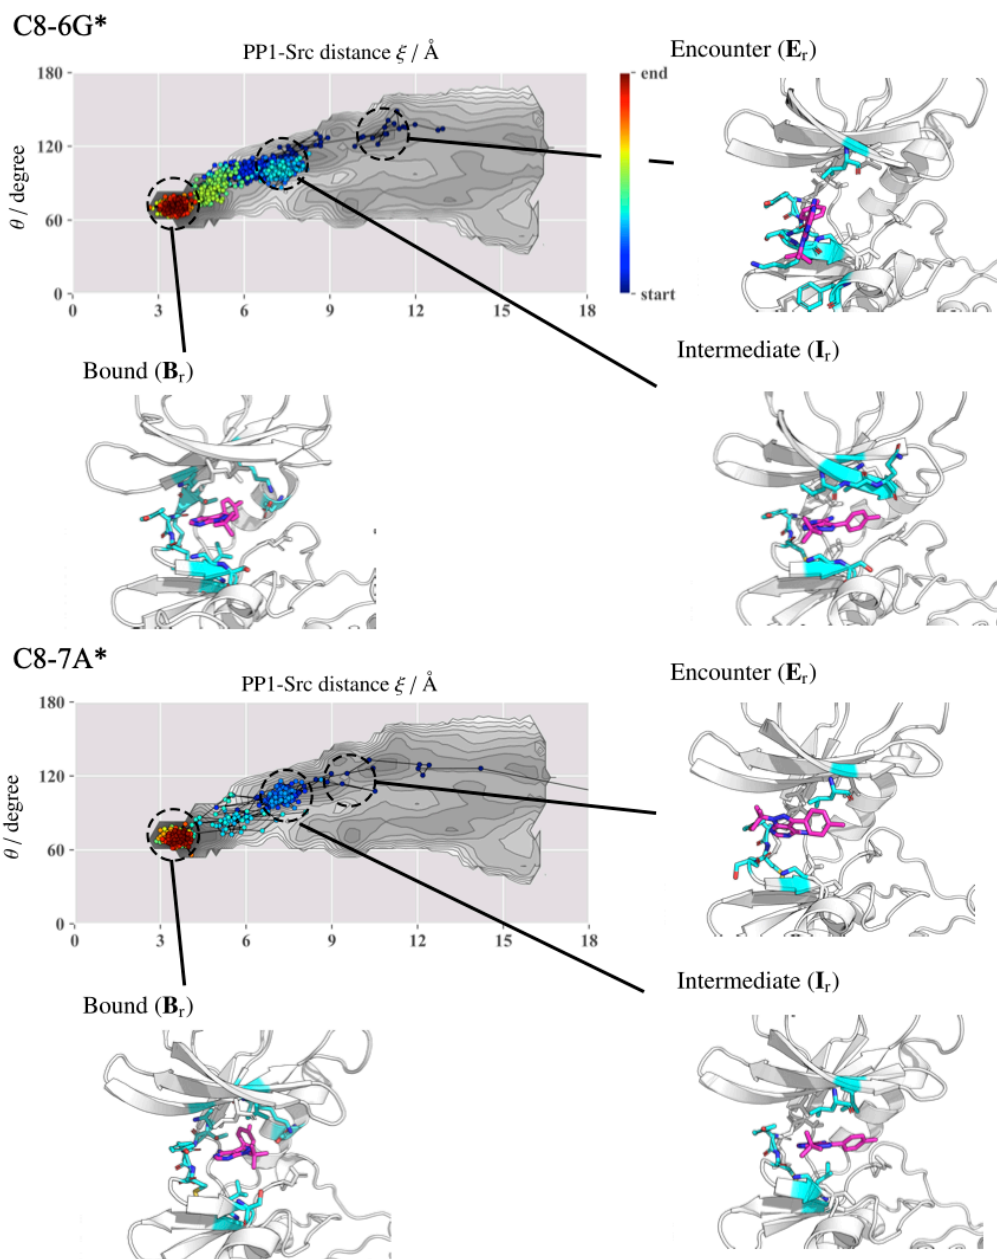 C8-6G*
PP1-Src distance ξ / Å
Encounter (Er)
180
120
60
0
θ / degree
0 3 6 9 12 15 18
end
start
Bound (Br)
Intermediate (Ir)
C8-7A*
PP1-Src distance ξ / Å
Encounter (Er)
180
120
60
0
θ / degree
0 3 6 9 12 15 18
Bound (Br)
Intermediate (Ir)